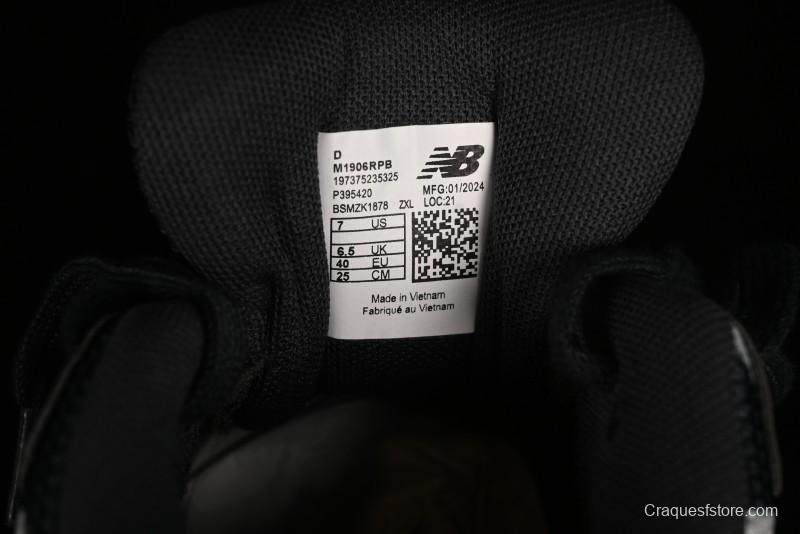 D
M1906RPB
NB
197375235325
P395420
MFG:01/2024
BSMZK1878 ZXL LOC:21
7 US
6.5 UK
40 EU
25 CM
Made in Vietnam
Fabriqué au Vietnam
Craquesfstore.com